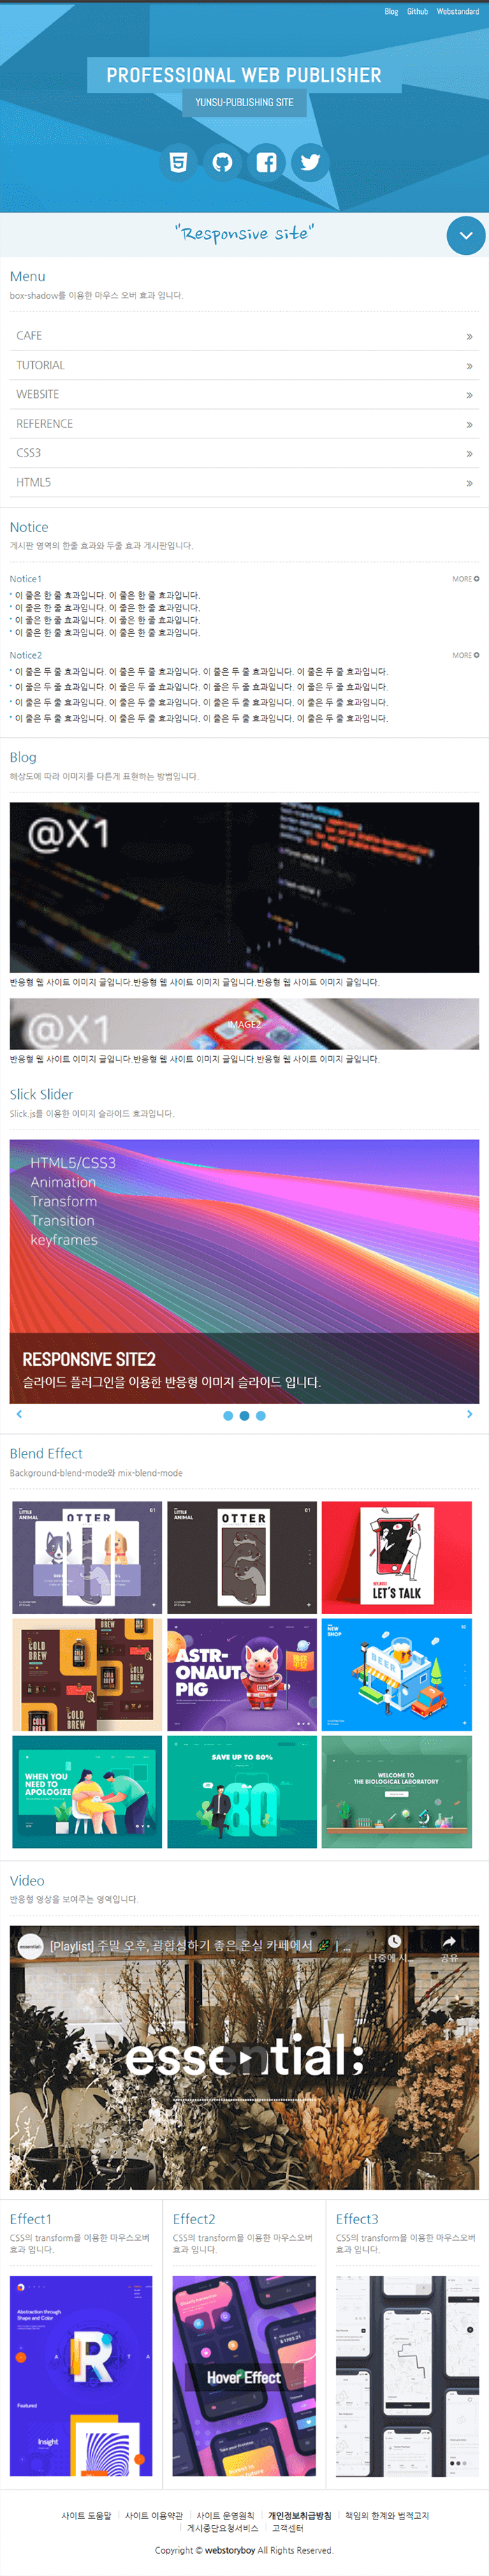 Blog Github Webstandard
PROFESSIONAL WEB PUBLISHER
YUNSU-PUBLISHING SITE
"Responsive site"
Menu
box-shadow를 이용한 마우스 오버 효과 입니다.
CAFE
TUTORIAL
WEBSITE
REFERENCE
CSS3
HTML5
Notice
게시판 영역의 한줄 효과와 두줄 효과 게시판입니다.
Notice1 MORE
이 줄은 한 줄 효과입니다. 이 줄은 한 줄 효과입니다.
이 줄은 한 줄 효과입니다. 이 줄은 한 줄 효과입니다.
이 줄은 한 줄 효과입니다. 이 줄은 한 줄 효과입니다.
이 줄은 한 줄 효과입니다. 이 줄은 한 줄 효과입니다.
Notice2 MORE
이 줄은 두 줄 효과입니다. 이 줄은 두 줄 효과입니다. 이 줄은 두 줄 효과입니다. 이 줄은 두 줄 효과입니다.
이 줄은 두 줄 효과입니다. 이 줄은 두 줄 효과입니다. 이 줄은 두 줄 효과입니다. 이 줄은 두 줄 효과입니다.
이 줄은 두 줄 효과입니다. 이 줄은 두 줄 효과입니다. 이 줄은 두 줄 효과입니다. 이 줄은 두 줄 효과입니다.
이 줄은 두 줄 효과입니다. 이 줄은 두 줄 효과입니다. 이 줄은 두 줄 효과입니다. 이 줄은 두 줄 효과입니다.
Blog
해상도에 따라 이미지를 다른게 표현하는 방법입니다.
@X1
반응형 웹 사이트 이미지 글입니다.반응형 웹 사이트 이미지 글입니다.반응형 웹 사이트 이미지 글입니다.
@X1
IMAGE2
반응형 웹 사이트 이미지 글입니다.반응형 웹 사이트 이미지 글입니다.반응형 웹 사이트 이미지 글입니다.
Slick Slider
Slick.js를 이용한 이미지 슬라이드 효과입니다.
HTML5/CSS3
Animation
Transform
Transition
keyframes
RESPONSIVE SITE2
슬라이드 플러그인을 이용한 반응형 이미지 슬라이드 입니다.
Blend Effect
Background-blend-mode와 mix-blend-mode
LITTLE
ANIMAL
OTTER
01
LITTLE
ANIMAL
OTTER
01
LET'S TALK
COLD
BREW
COLD
BREW
ASTR-
ONAUT
PIG
NEW
SHOP
BEER
WHEN YOU
NEED TO
APOLOGIZE
SAVE UP TO 80%
80
WELCOME TO
THE BIOLOGICAL LABORATORY
Video
반응형 영상을 보여주는 영역입니다.
essential;
[Playlist] 주말 오후, 광합성하기 좋은 온실 카페에서 🌿 | ...
나중에 시...
공유
essential;
Effect1
CSS의 transform을 이용한 마우스오버
효과 입니다.
Abstraction through
Shape and Color
R
Featured
Insight
Effect2
CSS의 transform을 이용한 마우스오버
효과 입니다.
Hover Effect
Effect3
CSS의 transform을 이용한 마우스오버
효과 입니다.
사이트 도움말 사이트 이용약관 사이트 운영원칙 개인정보취급방침 책임의 한계와 법적고지
게시중단요청서비스 고객센터
Copyright © webstoryboy All Rights Reserved.